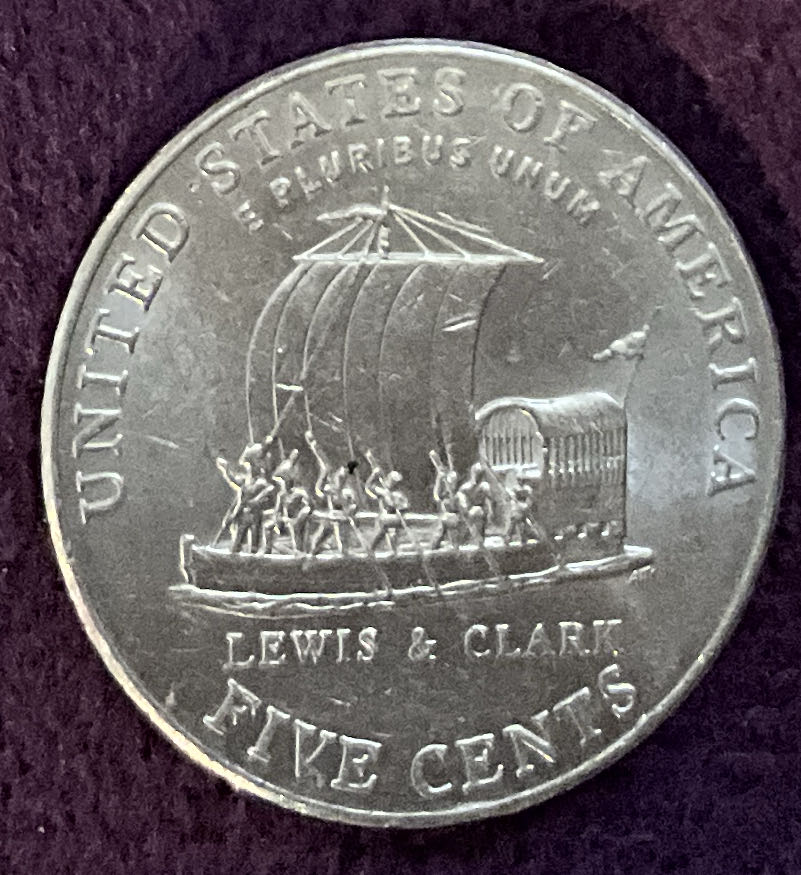 UNITED STATES OF AMERICA
E PLURIBUS UNUM
LEWIS & CLARK
FIVE CENTS